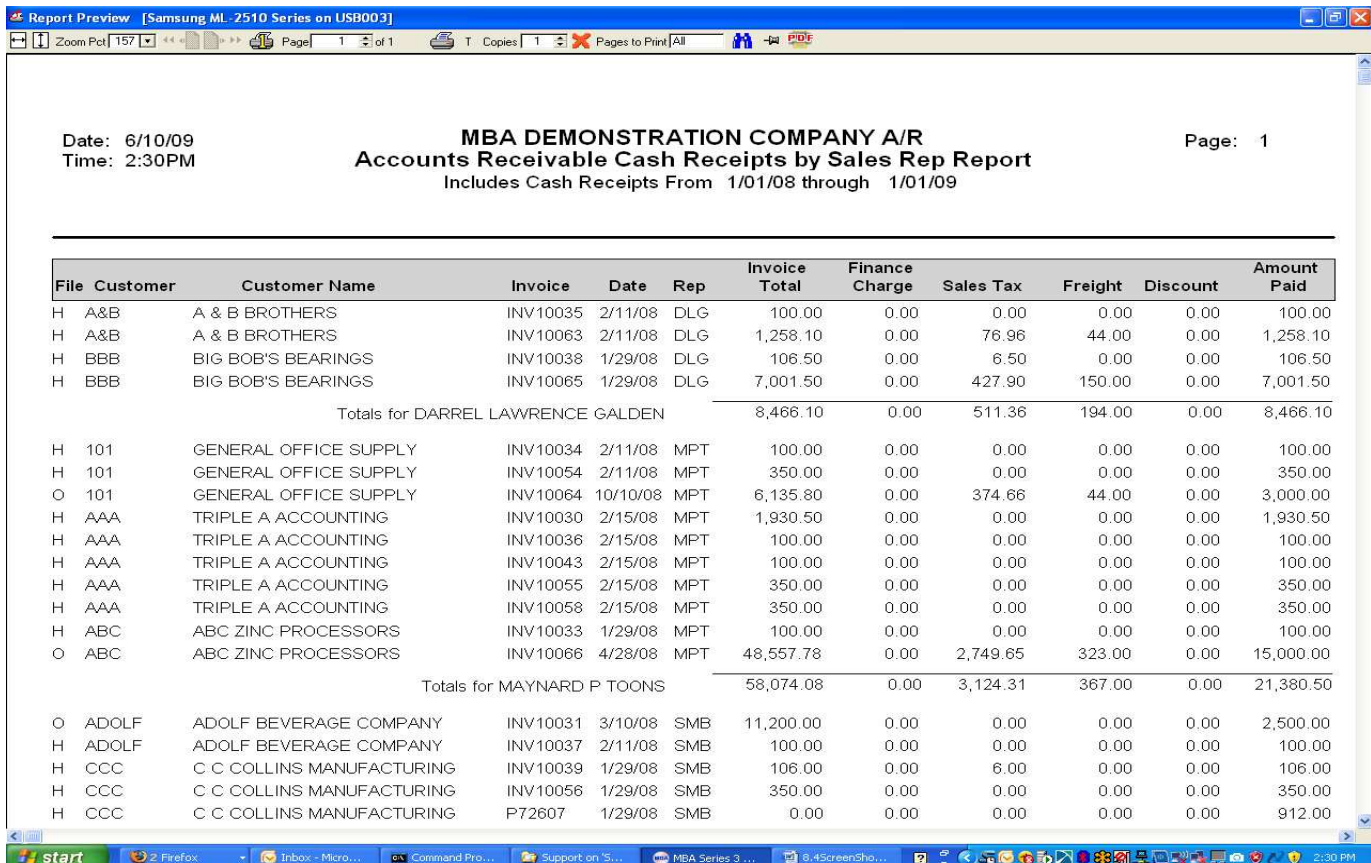 Report Preview [Samsung ML-2510 Series on USB003]
Zoom Pct 157 Page 1 of 1 T Copies 1 Pages to Print All PDF
Date: 6/10/09 MBA DEMONSTRATION COMPANY A/R Page: 1
Time: 2:30PM Accounts Receivable Cash Receipts by Sales Rep Report
Includes Cash Receipts From 1/01/08 through 1/01/09
File Customer Customer Name Invoice Date Rep Invoice Total Finance Charge Sales Tax Freight Discount Amount Paid
H A&B A & B BROTHERS INV10035 2/11/08 DLG 100.00 0.00 0.00 0.00 0.00 100.00
H A&B A & B BROTHERS INV10063 2/11/08 DLG 1,258.10 0.00 76.96 44.00 0.00 1,258.10
H BBB BIG BOB'S BEARINGS INV10038 1/29/08 DLG 106.50 0.00 6.50 0.00 0.00 106.50
H BBB BIG BOB'S BEARINGS INV10065 1/29/08 DLG 7,001.50 0.00 427.90 150.00 0.00 7,001.50
Totals for DARREL LAWRENCE GALDEN 8,466.10 0.00 511.36 194.00 0.00 8,466.10
H 101 GENERAL OFFICE SUPPLY INV10034 2/11/08 MPT 100.00 0.00 0.00 0.00 0.00 100.00
H 101 GENERAL OFFICE SUPPLY INV10054 2/11/08 MPT 350.00 0.00 0.00 0.00 0.00 350.00
O 101 GENERAL OFFICE SUPPLY INV10064 10/10/08 MPT 6,135.80 0.00 374.66 44.00 0.00 3,000.00
H AAA TRIPLE A ACCOUNTING INV10030 2/15/08 MPT 1,930.50 0.00 0.00 0.00 0.00 1,930.50
H AAA TRIPLE A ACCOUNTING INV10036 2/15/08 MPT 100.00 0.00 0.00 0.00 0.00 100.00
H AAA TRIPLE A ACCOUNTING INV10043 2/15/08 MPT 100.00 0.00 0.00 0.00 0.00 100.00
H AAA TRIPLE A ACCOUNTING INV10055 2/15/08 MPT 350.00 0.00 0.00 0.00 0.00 350.00
H AAA TRIPLE A ACCOUNTING INV10058 2/15/08 MPT 350.00 0.00 0.00 0.00 0.00 350.00
H ABC ABC ZINC PROCESSORS INV10033 1/29/08 MPT 100.00 0.00 0.00 0.00 0.00 100.00
O ABC ABC ZINC PROCESSORS INV10066 4/28/08 MPT 48,557.78 0.00 2,749.65 323.00 0.00 15,000.00
Totals for MAYNARD P TOONS 58,074.08 0.00 3,124.31 367.00 0.00 21,380.50
O ADOLF ADOLF BEVERAGE COMPANY INV10031 3/10/08 SMB 11,200.00 0.00 0.00 0.00 0.00 2,500.00
H ADOLF ADOLF BEVERAGE COMPANY INV10037 2/11/08 SMB 100.00 0.00 0.00 0.00 0.00 100.00
H CCC C C COLLINS MANUFACTURING INV10039 1/29/08 SMB 106.00 0.00 6.00 0.00 0.00 106.00
H CCC C C COLLINS MANUFACTURING INV10056 1/29/08 SMB 350.00 0.00 0.00 0.00 0.00 350.00
H CCC C C COLLINS MANUFACTURING P72607 1/29/08 SMB 0.00 0.00 0.00 0.00 0.00 912.00
start 2 Firefox Inbox - Micro... Command Pro... Support on 'S... MBA Series 3 ... 8.4ScreenSho... 2:30 PM